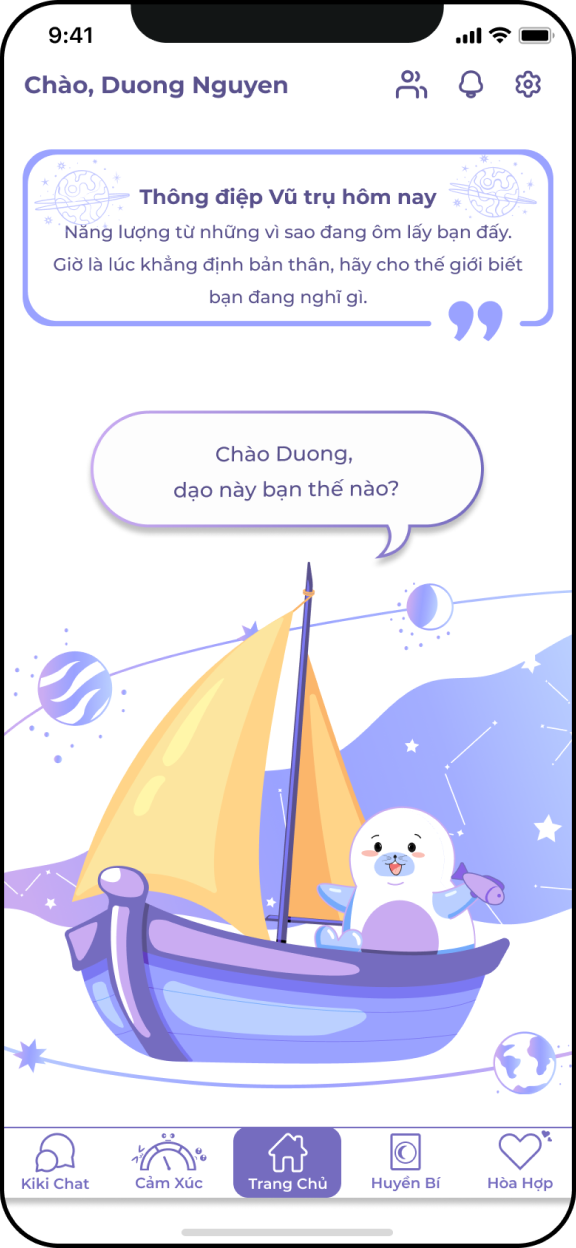 9:41
Chào, Duong Nguyen
Thông điệp Vũ trụ hôm nay
Năng lượng từ những vì sao đang ôm lấy bạn đấy.
Giờ là lúc khẳng định bản thân, hãy cho thế giới biết
bạn đang nghĩ gì.
Chào Duong,
dạo này bạn thế nào?
Kiki Chat
Cảm Xúc
Trang Chủ
Huyền Bí
Hòa Hợp